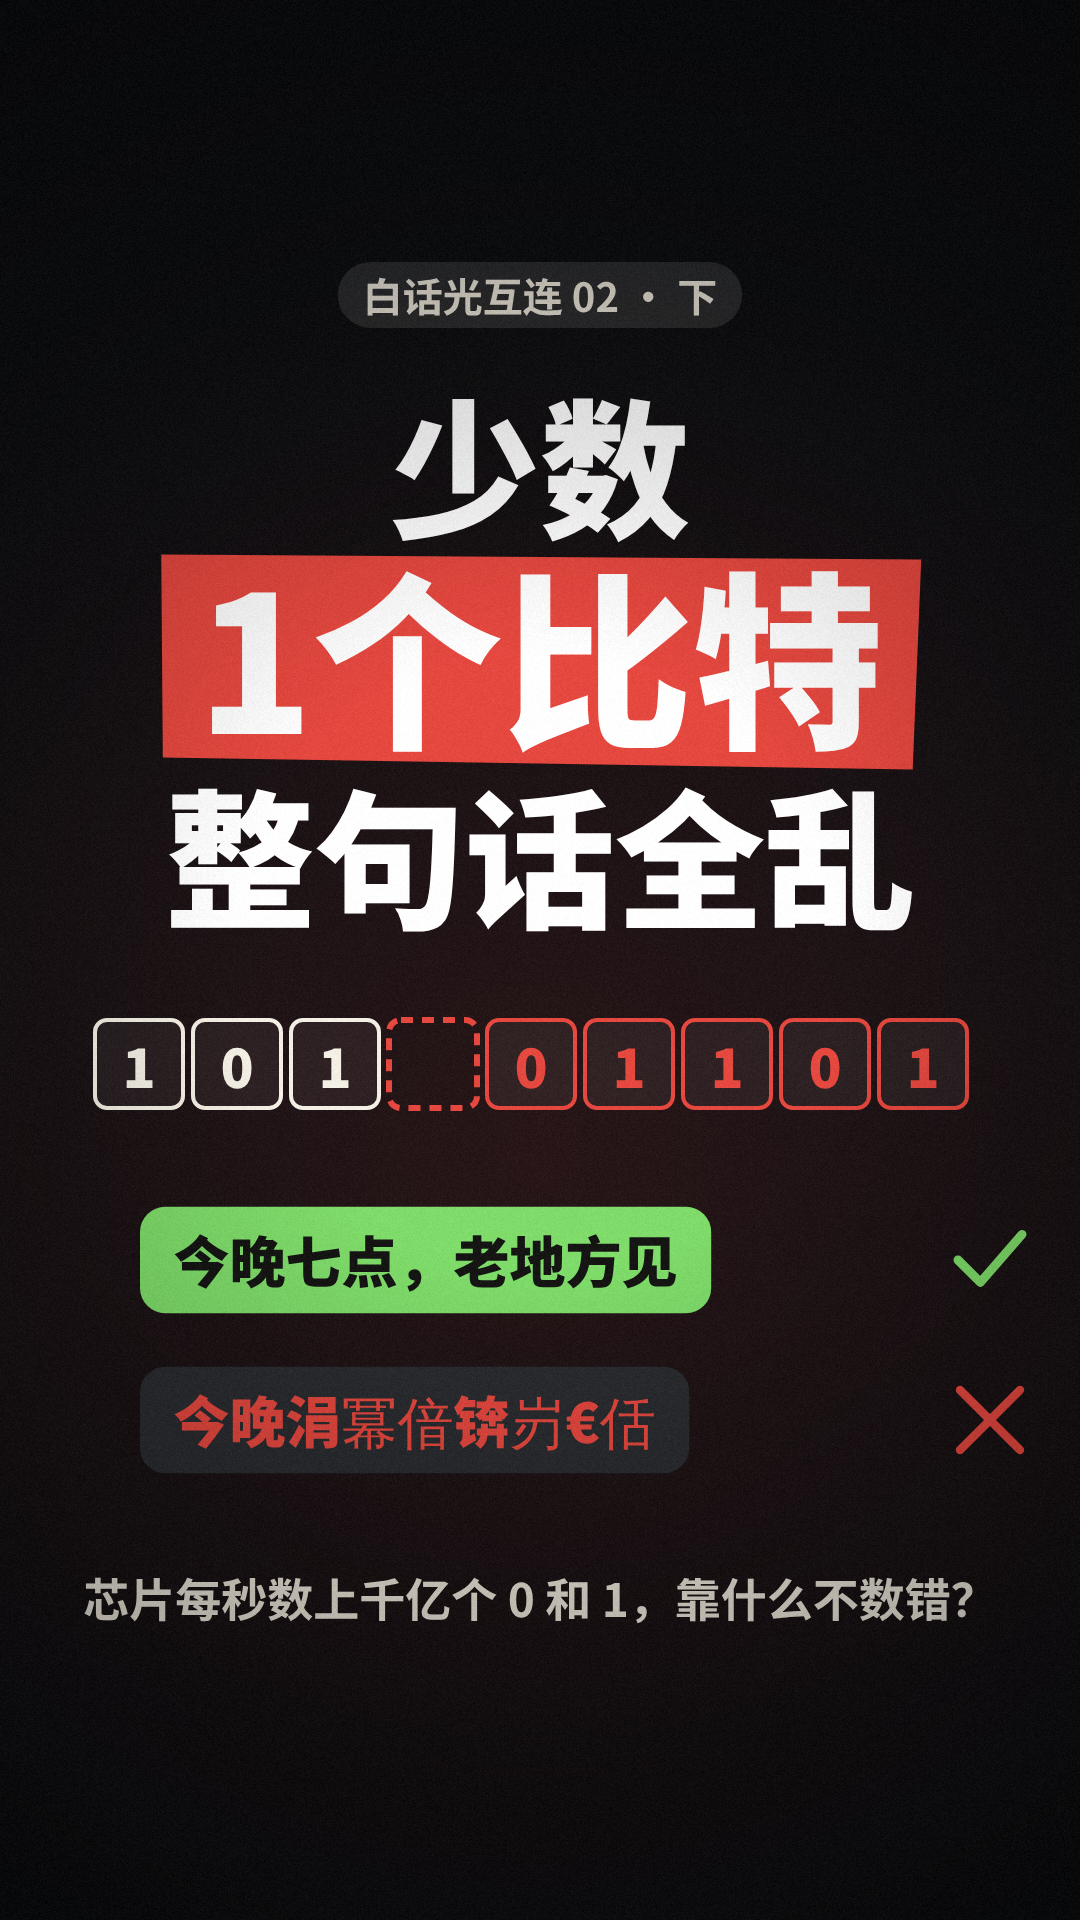 白话光互连 02 · 下
少数
1个比特
整句话全乱
1 0 1 0 1 1 0 1
今晚七点，老地方见
今晚涓冪偣锛岃€佸
芯片每秒数上千亿个 0 和 1，靠什么不数错？